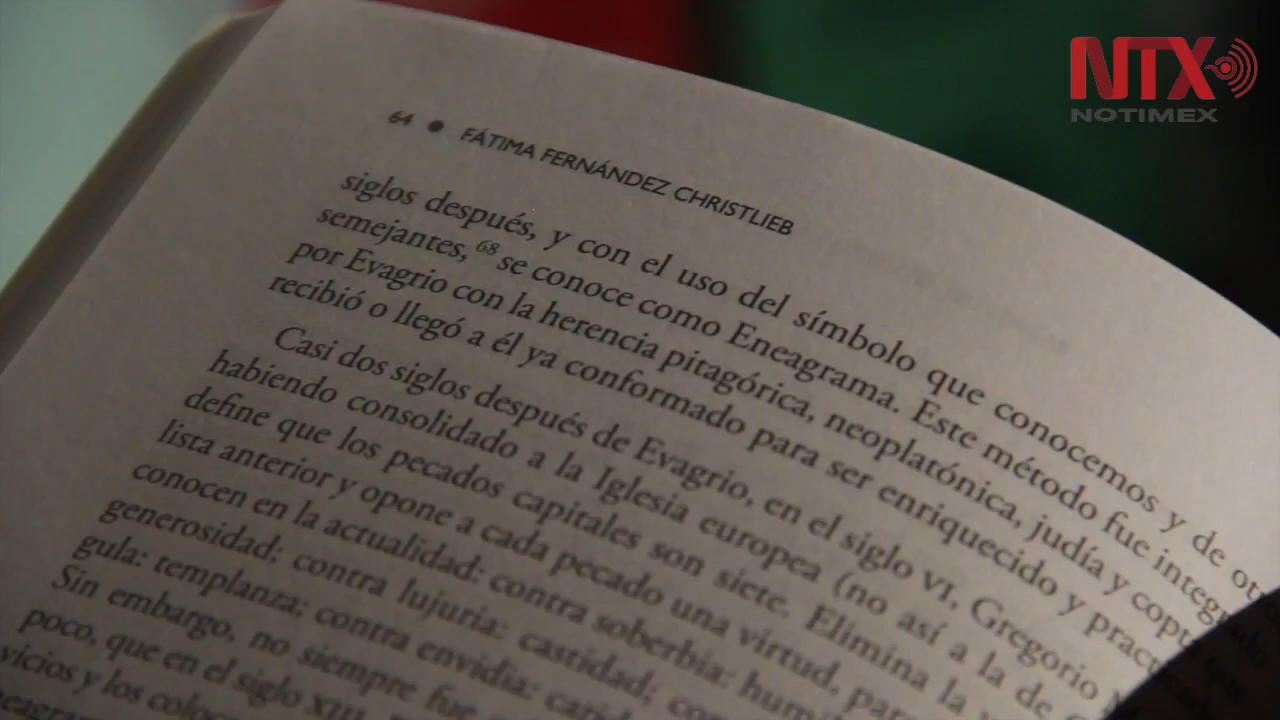 NTX
NOTIMEX
64 • FÁTIMA FERNÁNDEZ CHRISTLIEB
siglos después, y con el uso del símbolo que conocemos y de
semejantes, 68 se conoce como Eneagrama. Este método fue
por Evagrio con la herencia pitagórica, neoplatónica, judía y
recibió o llegó a él ya conformado para ser enriquecido y
Casi dos siglos después de Evagrio, en el siglo VI, Gregorio
habiendo consolidado a la Iglesia europea (no así a la de
define que los pecados capitales son siete. Elimina la
lista anterior y opone a cada pecado una virtud,
conocen en la actualidad: contra soberbia:
generosidad; contra lujuria: castidad;
gula: templanza; contra envidia:
Sin embargo, no siempre fue
poco, que en el siglo XIII,
vicios y los